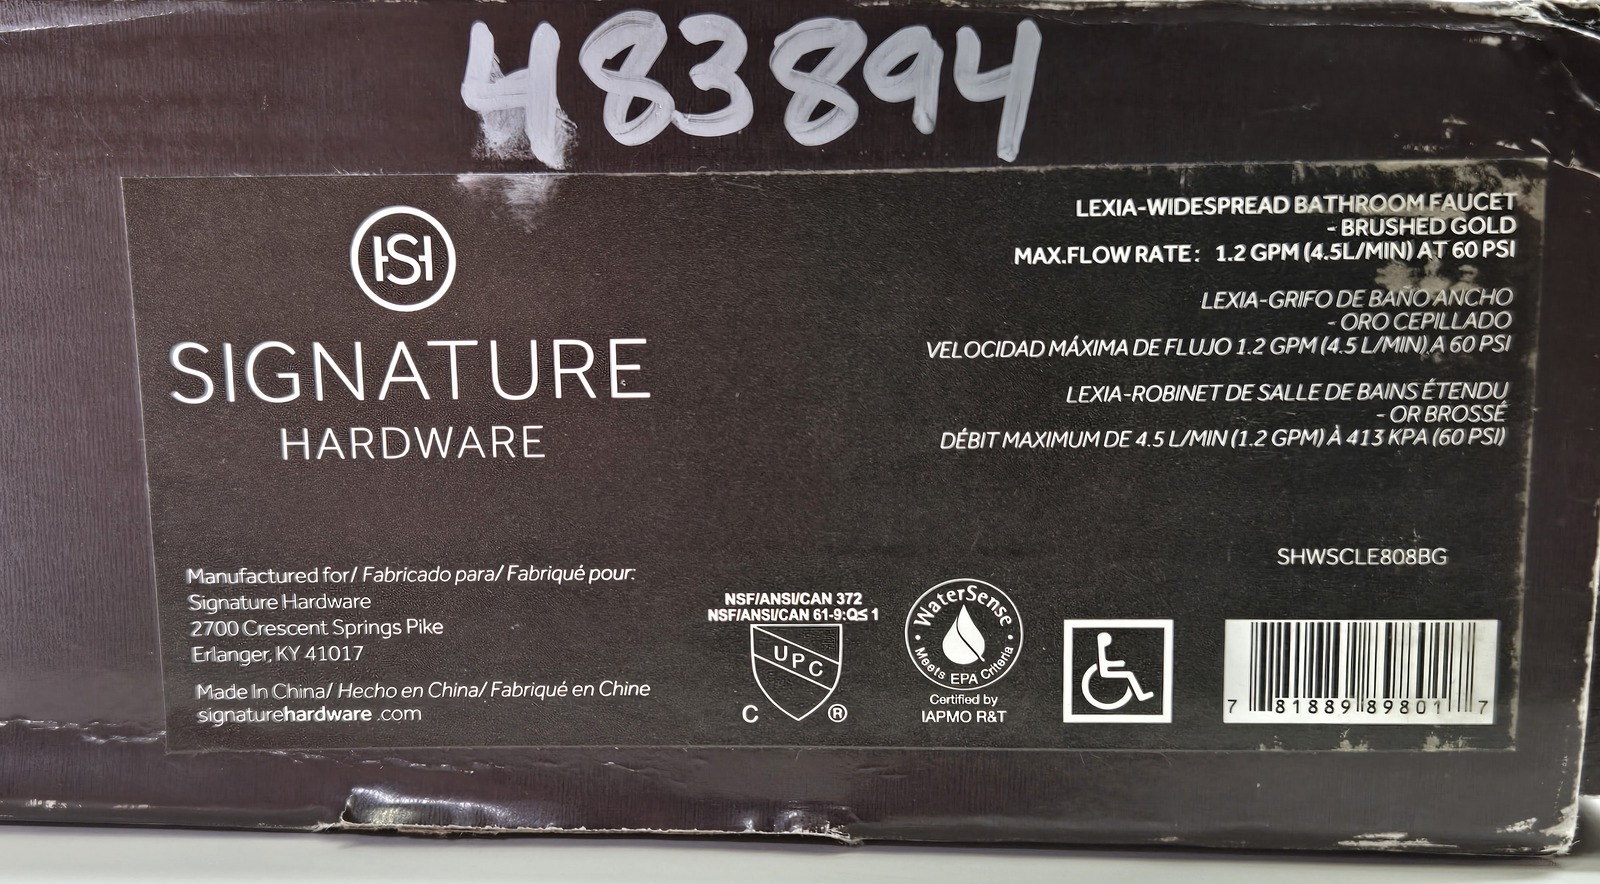 483894
SH
SIGNATURE
HARDWARE
LEXIA-WIDESPREAD BATHROOM FAUCET
- BRUSHED GOLD
MAX.FLOW RATE: 1.2 GPM (4.5L/MIN) AT 60 PSI
LEXIA-GRIFO DE BAÑO ANCHO
- ORO CEPILLADO
VELOCIDAD MÁXIMA DE FLUJO 1.2 GPM (4.5 L/MIN) A 60 PSI
LEXIA-ROBINET DE SALLE DE BAINS ÉTENDU
- OR BROSSÉ
DÉBIT MAXIMUM DE 4.5 L/MIN (1.2 GPM) À 413 KPA (60 PSI)
Manufactured for/ Fabricado para/ Fabriqué pour:
Signature Hardware
2700 Crescent Springs Pike
Erlanger, KY 41017
Made In China/ Hecho en China/ Fabriqué en Chine
signaturehardware .com
NSF/ANSI/CAN 372
NSF/ANSI/CAN 61-9:Q≤ 1
UPC
C ®
WaterSense
Meets EPA Criteria
Certified by
IAPMO R&T
SHWSCLE808BG
7 81889 89801 7